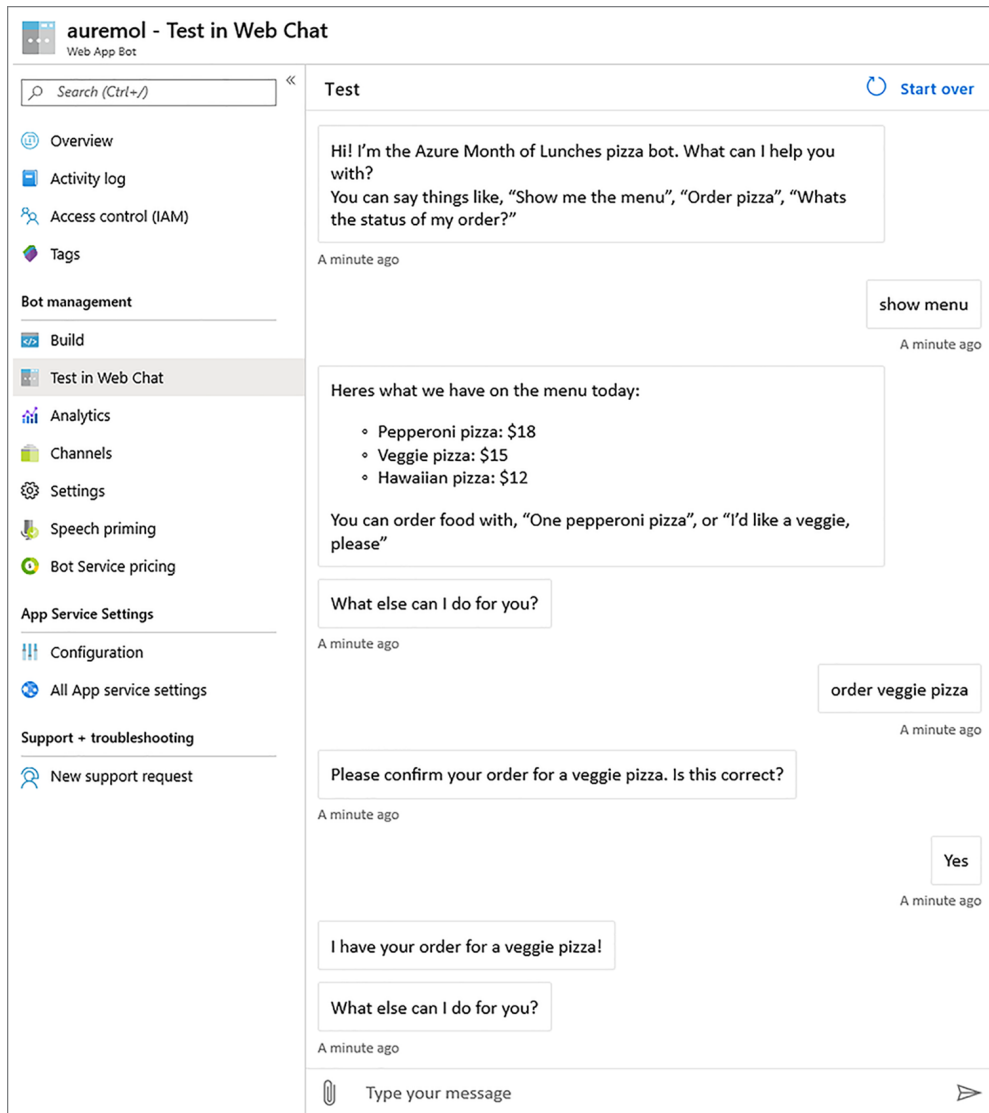 auremol - Test in Web Chat
Web App Bot
Search (Ctrl+/)
«
Overview
Activity log
Access control (IAM)
Tags
Bot management
Build
Test in Web Chat
Analytics
Channels
Settings
Speech priming
Bot Service pricing
App Service Settings
Configuration
All App service settings
Support + troubleshooting
New support request
Test
Start over
Hi! I’m the Azure Month of Lunches pizza bot. What can I help you
with?
You can say things like, “Show me the menu”, “Order pizza”, “Whats
the status of my order?”
A minute ago
show menu
A minute ago
Heres what we have on the menu today:
◦ Pepperoni pizza: $18
◦ Veggie pizza: $15
◦ Hawaiian pizza: $12
You can order food with, “One pepperoni pizza”, or “I’d like a veggie,
please”
What else can I do for you?
A minute ago
order veggie pizza
A minute ago
Please confirm your order for a veggie pizza. Is this correct?
A minute ago
Yes
A minute ago
I have your order for a veggie pizza!
What else can I do for you?
A minute ago
Type your message